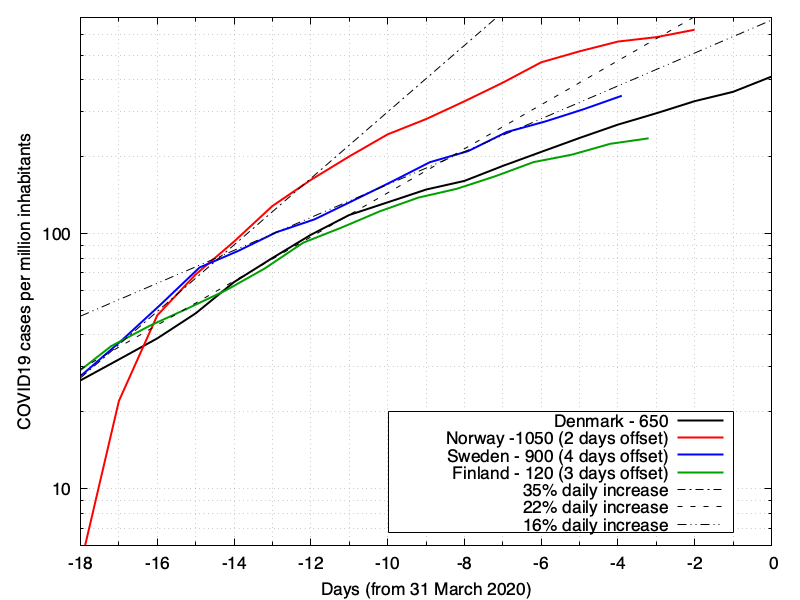 COVID19 cases per million inhabitants
100
10
Denmark - 650
Norway -1050 (2 days offset)
Sweden - 900 (4 days offset)
Finland - 120 (3 days offset)
35% daily increase
22% daily increase
16% daily increase
-18 -16 -14 -12 -10 -8 -6 -4 -2 0
Days (from 31 March 2020)